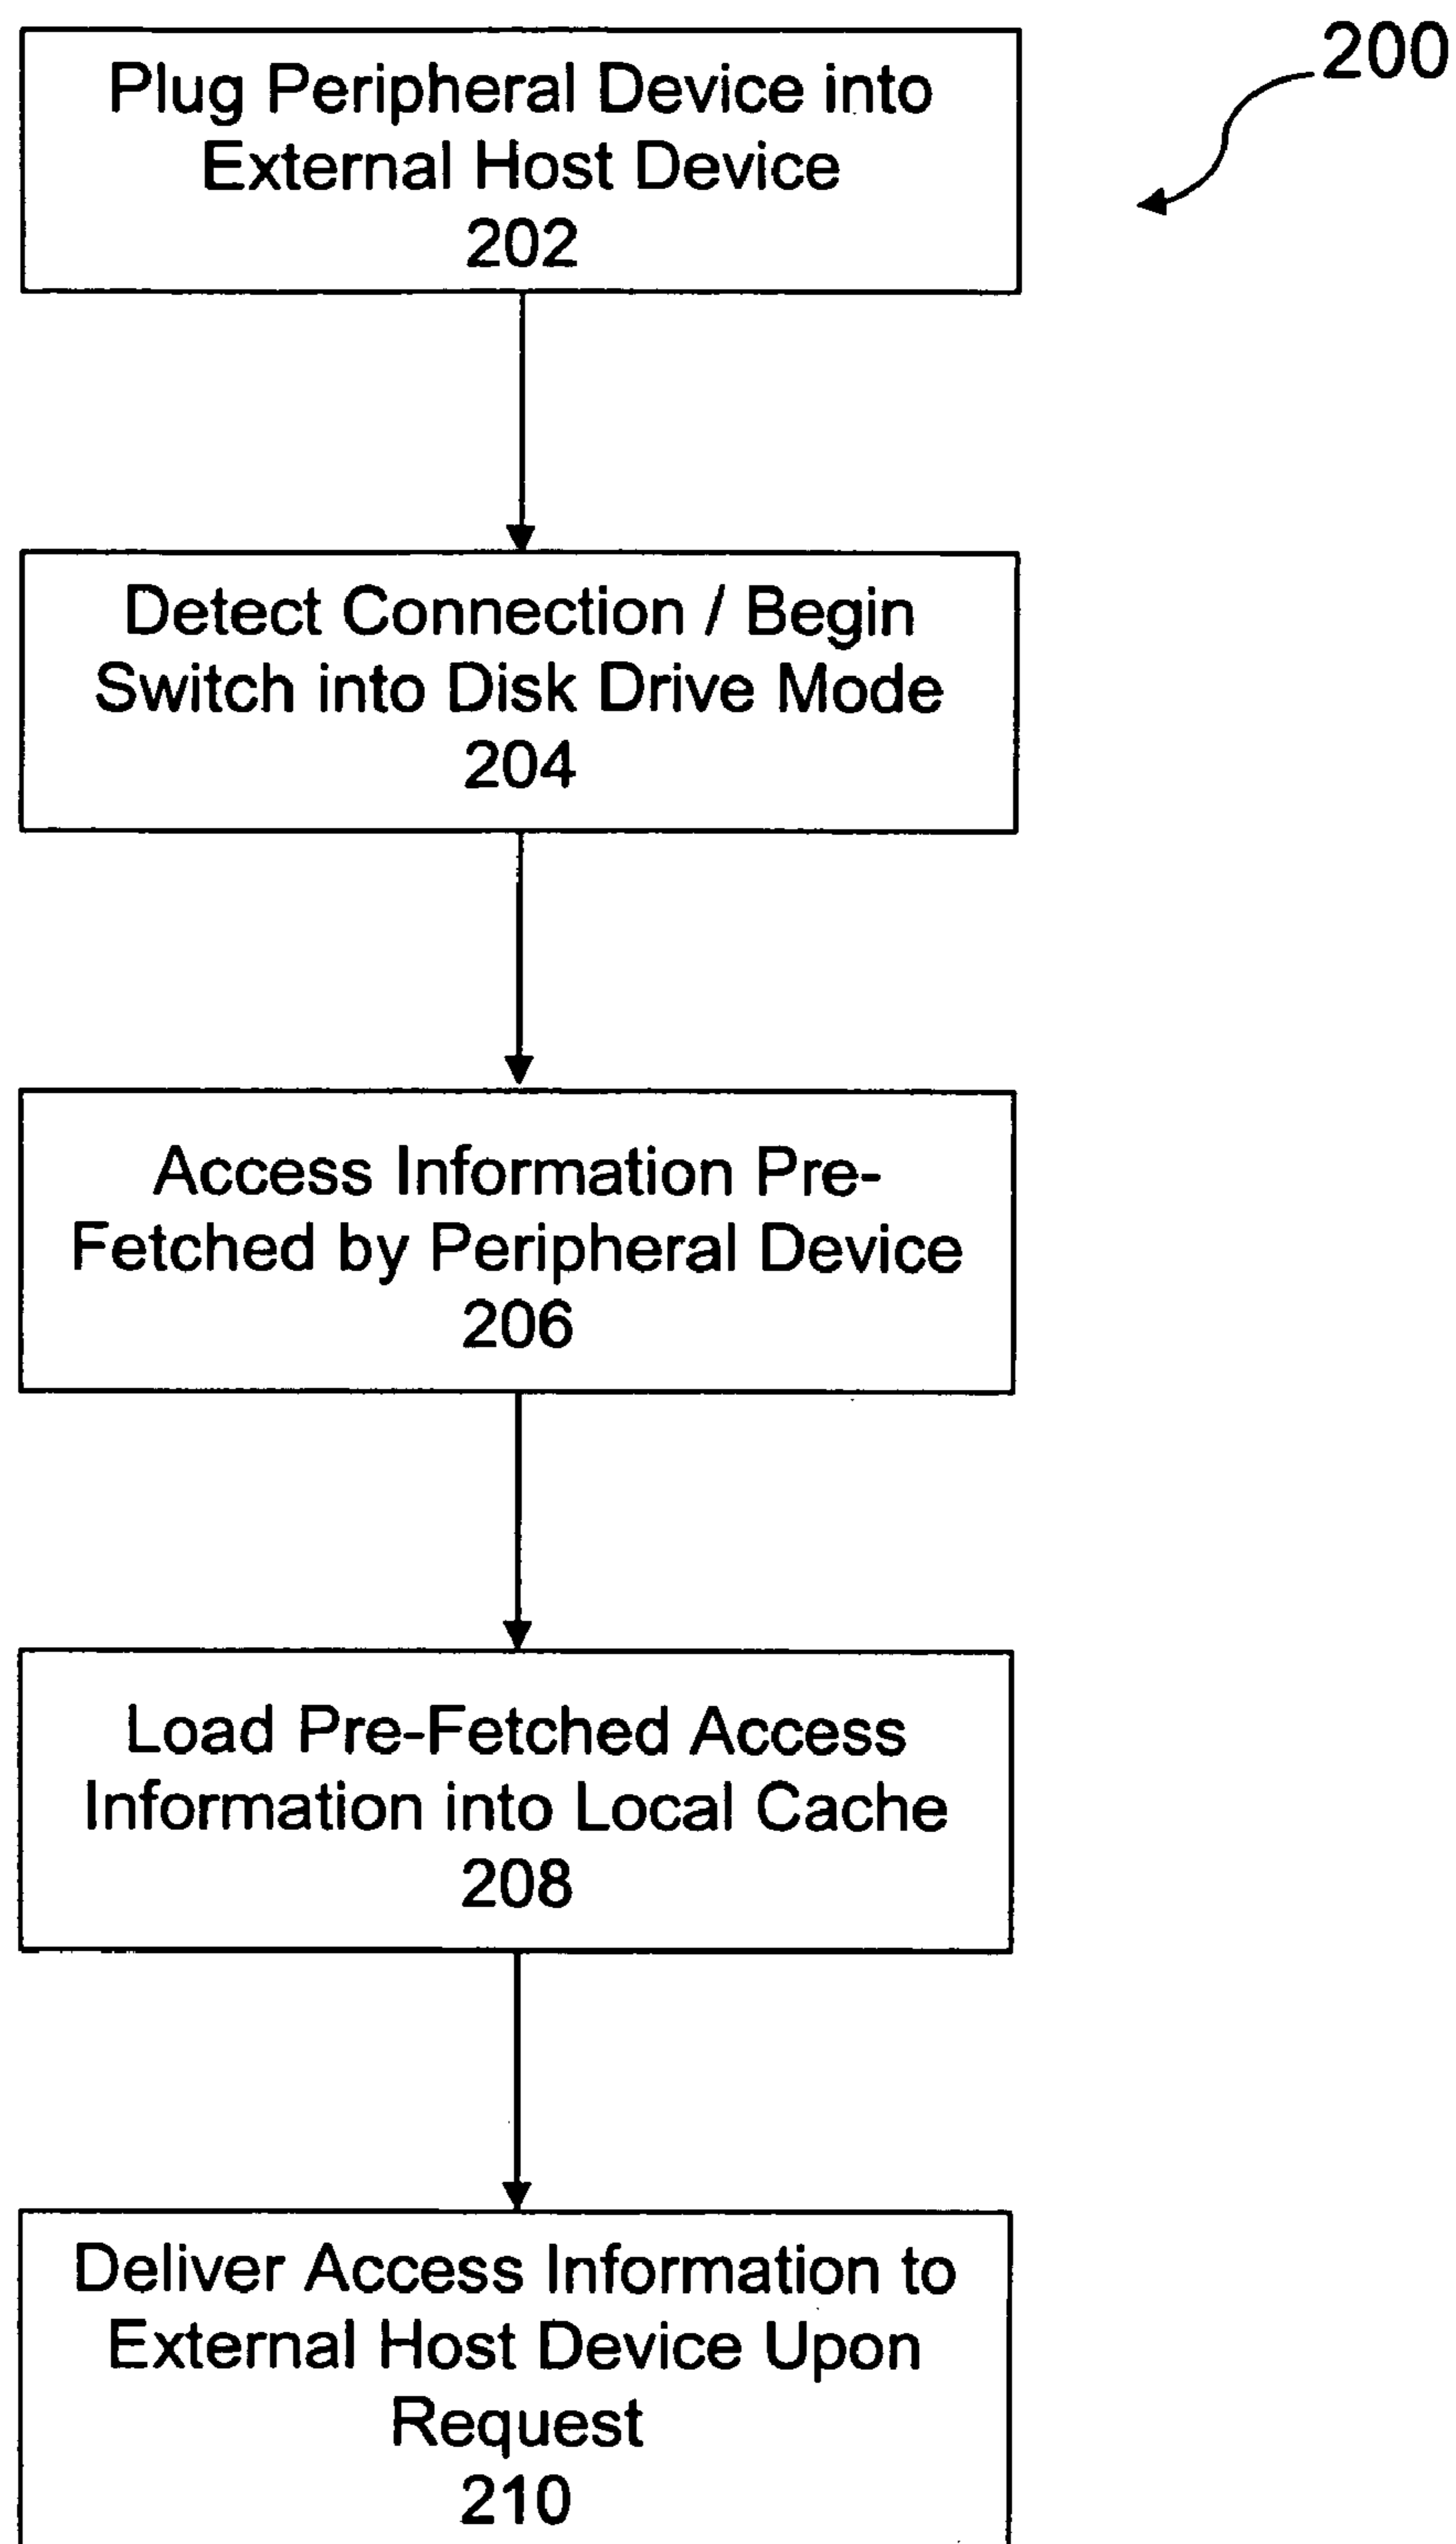 200
Plug Peripheral Device into
External Host Device
202
Detect Connection / Begin
Switch into Disk Drive Mode
204
Access Information Pre-
Fetched by Peripheral Device
206
Load Pre-Fetched Access
Information into Local Cache
208
Deliver Access Information to
External Host Device Upon
Request
210